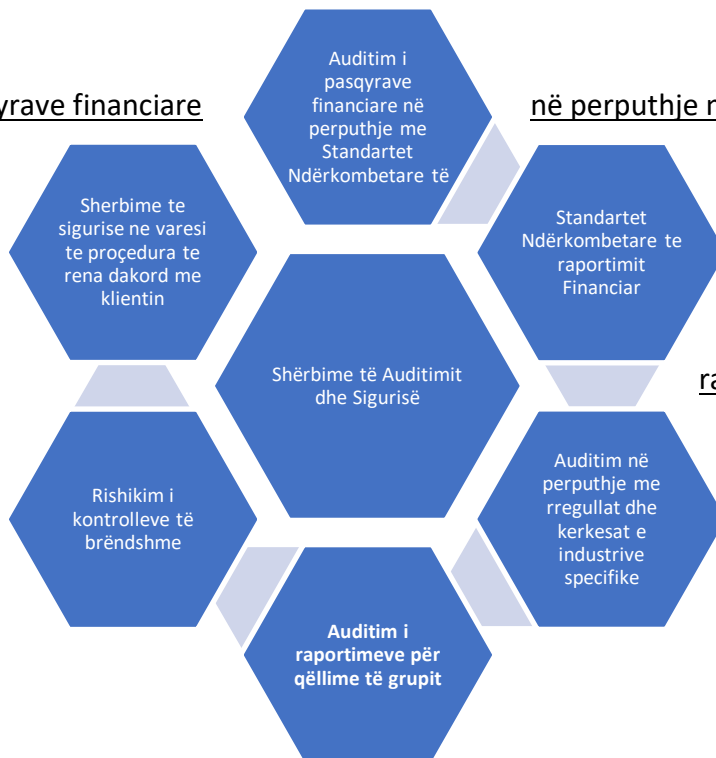 Auditim i
pasqyrave
financiare në
perputhje me
Standartet
Ndërkombetare të
financiare
në perputhje
Sherbime te
sigurise ne varesi
te proçedura te
rena dakord me
klientin
Standartet
Ndërkombetare te
raportimit
Financiar
Shërbime të Auditimit
dhe Sigurisë
Rishikim i
kontrolleve të
brëndshme
Auditim në
perputhje me
rregullat dhe
kerkesat e
industrive
specifike
Auditim i
raportimeve për
qëllime të grupit